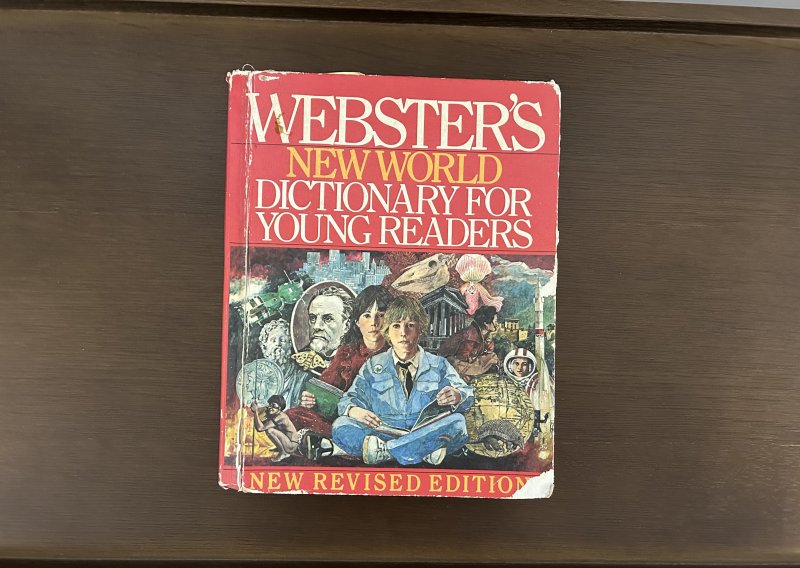 WEBSTER'S
NEW WORLD
DICTIONARY FOR
YOUNG READERS
NEW REVISED EDITION